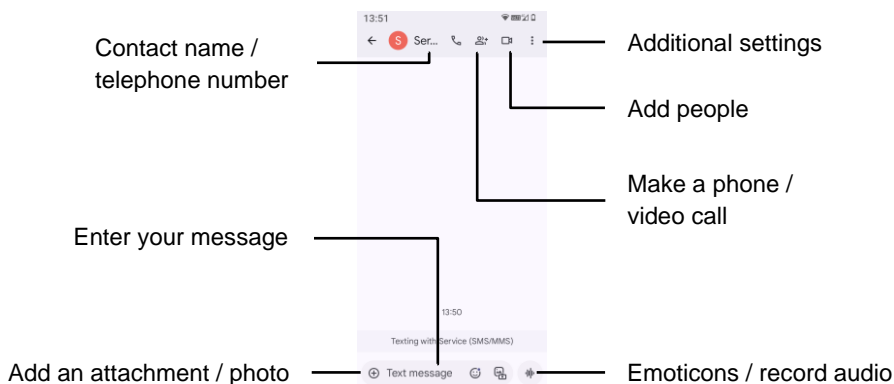 13:51
Contact name /
telephone number
S Ser...
Additional settings
Add people
Make a phone /
video call
Enter your message
13:50
Texting with Service (SMS/MMS)
Add an attachment / photo
Text message
Emoticons / record audio